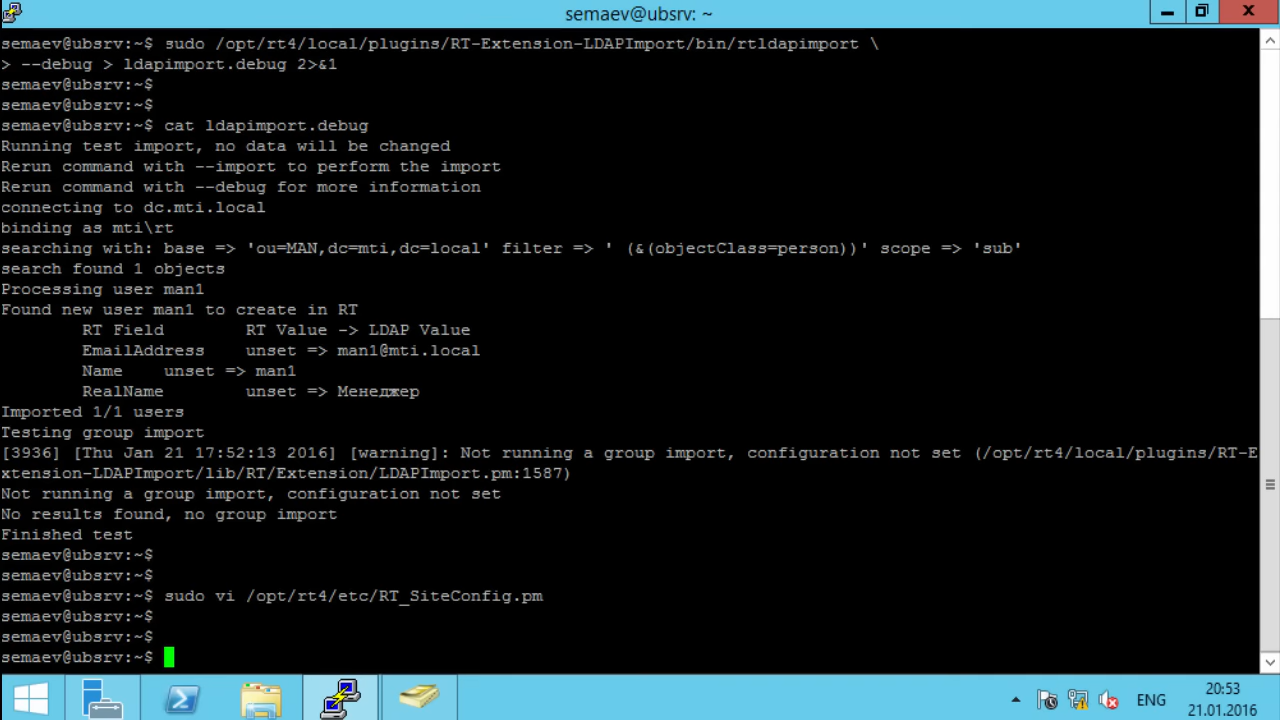 semaev@ubsrv: ~
semaev@ubsrv:~$ sudo /opt/rt4/local/plugins/RT-Extension-LDAPImport/bin/rtldapimport \
> --debug > ldapimport.debug 2>&1
semaev@ubsrv:~$
semaev@ubsrv:~$
semaev@ubsrv:~$ cat ldapimport.debug
Running test import, no data will be changed
Rerun command with --import to perform the import
Rerun command with --debug for more information
connecting to dc.mti.local
binding as mti\rt
searching with: base => 'ou=MAN,dc=mti,dc=local' filter => ' (&(objectClass=person))' scope => 'sub'
search found 1 objects
Processing user man1
Found new user man1 to create in RT
RT Field RT Value -> LDAP Value
EmailAddress unset => man1@mti.local
Name unset => man1
RealName unset => Менеджер
Imported 1/1 users
Testing group import
[3936] [Thu Jan 21 17:52:13 2016] [warning]: Not running a group import, configuration not set (/opt/rt4/local/plugins/RT-E
xtension-LDAPImport/lib/RT/Extension/LDAPImport.pm:1587)
Not running a group import, configuration not set
No results found, no group import
Finished test
semaev@ubsrv:~$
semaev@ubsrv:~$
semaev@ubsrv:~$ sudo vi /opt/rt4/etc/RT_SiteConfig.pm
semaev@ubsrv:~$
semaev@ubsrv:~$
semaev@ubsrv:~$
ENG
20:53
21.01.2016